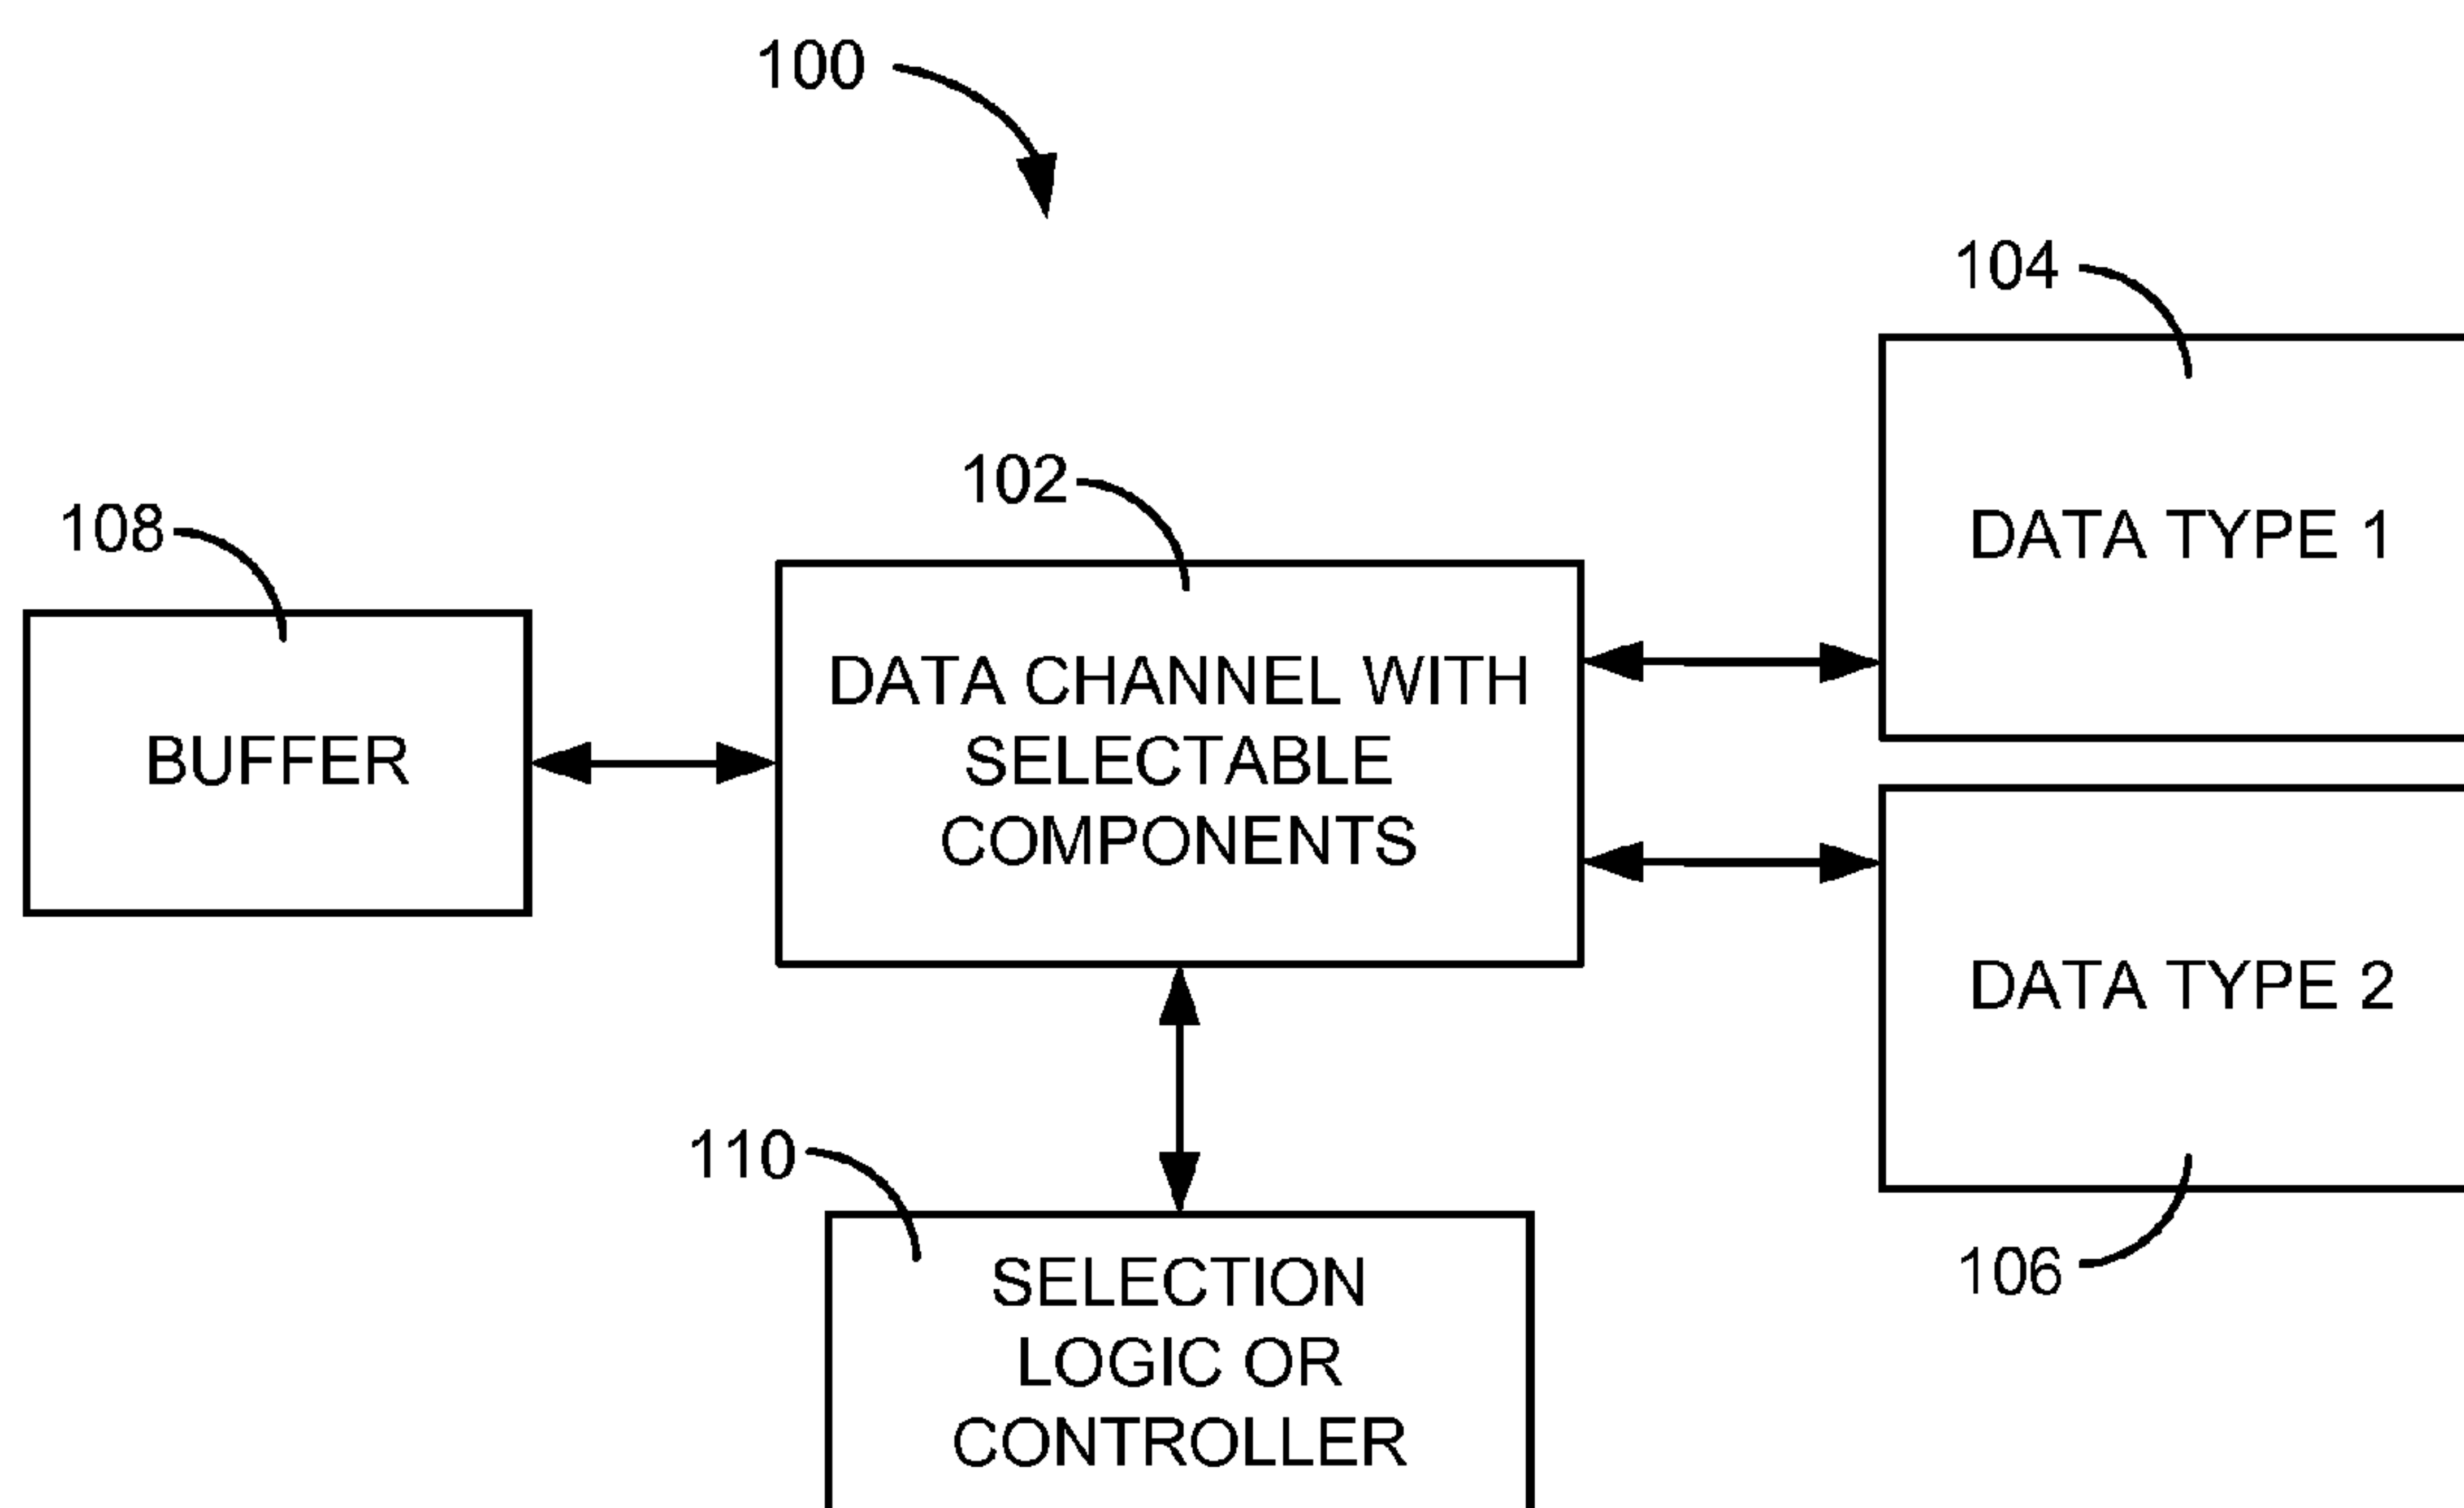 100
104
DATA TYPE 1
102
108
DATA CHANNEL WITH
SELECTABLE
COMPONENTS
BUFFER
DATA TYPE 2
110
106
SELECTION
LOGIC OR
CONTROLLER